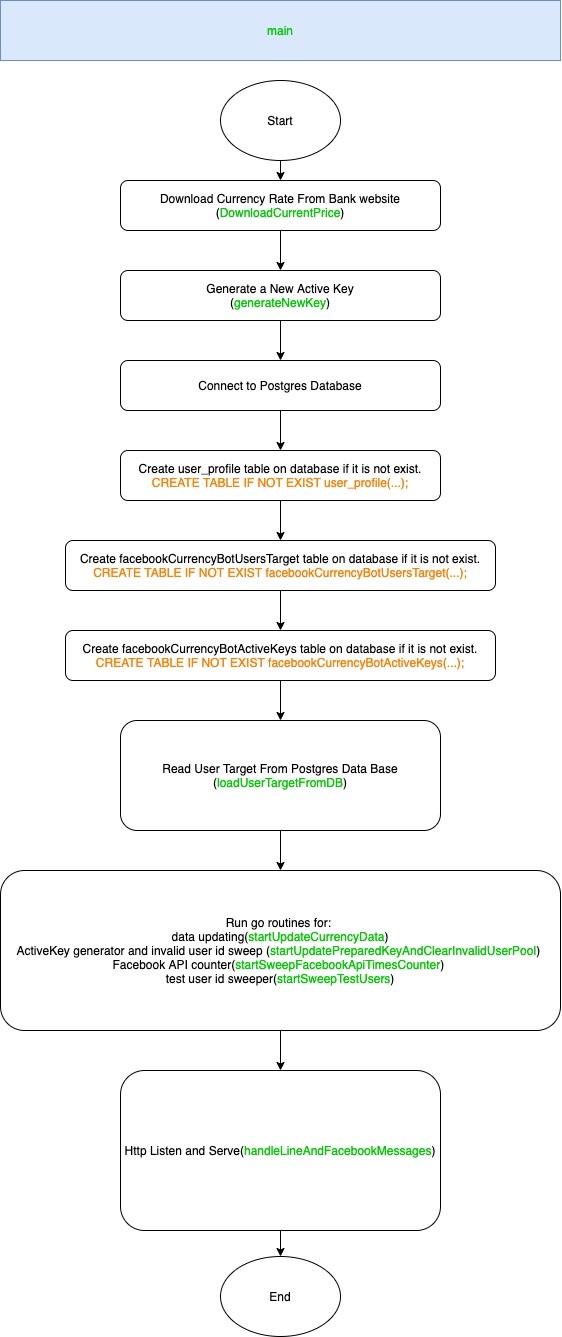 main
Start
Download Currency Rate From Bank website
(DownloadCurrentPrice)
Generate a New Active Key
(generateNewKey)
Connect to Postgres Database
Create user_profile table on database if it is not exist.
CREATE TABLE IF NOT EXIST user_profile(...);
Create facebookCurrencyBotUsersTarget table on database if it is not exist.
CREATE TABLE IF NOT EXIST facebookCurrencyBotUsersTarget(...);
Create facebookCurrencyBotActiveKeys table on database if it is not exist.
CREATE TABLE IF NOT EXIST facebookCurrencyBotActiveKeys(...);
Read User Target From Postgres Data Base
(loadUserTargetFromDB)
Run go routines for:
data updating(startUpdateCurrencyData)
ActiveKey generator and invalid user id sweep (startUpdatePreparedKeyAndClearInvalidUserPool)
Facebook API counter(startSweepFacebookApiTimesCounter)
test user id sweeper(startSweepTestUsers)
Http Listen and Serve(handleLineAndFacebookMessages)
End